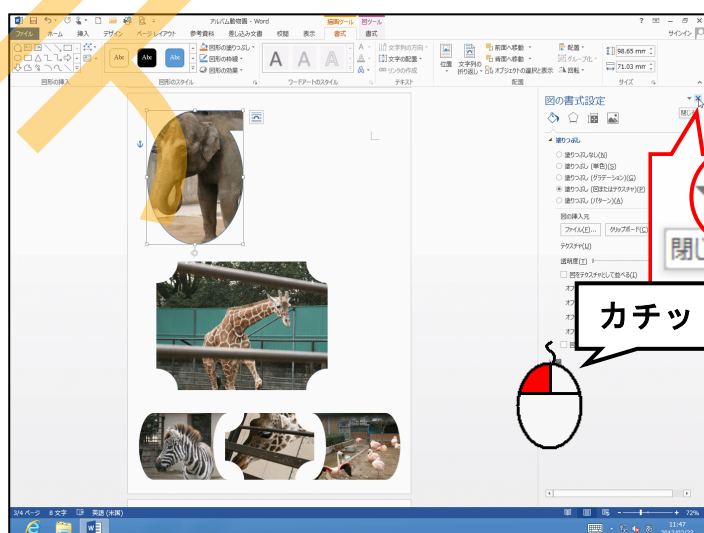 アルバム動物園 - Word
描画ツール 図ツール
サインイン
ファイル ホーム 挿入 デザイン ページ レイアウト 参考資料 差し込み文書 校閲 表示 書式 書式
Abc Abc Abc
図形の塗りつぶし
図形の枠線
図形の効果
A A A
文字列の方向
文字の配置
リンクの作成
位置 文字列の折り返し
前面へ移動
背面へ移動
オブジェクトの選択と表示
配置
グループ化
回転
98.65 mm
71.03 mm
図形の挿入 図形のスタイル ワードアートのスタイル テキスト 配置 サイズ
図の書式設定
閉じ
塗りつぶし
塗りつぶしなし(N)
塗りつぶし (単色)(S)
塗りつぶし (グラデーション)(G)
塗りつぶし (図またはテクスチャ)(P)
塗りつぶし (パターン)(A)
図の挿入元
ファイル(F)... クリップボード(C)
テクスチャ(U)
透明度(T)
図をテクスチャとして並べる(I)
閉じ
カチッ
3/4 ページ 8 文字 英語 (米国) 72%
11:47